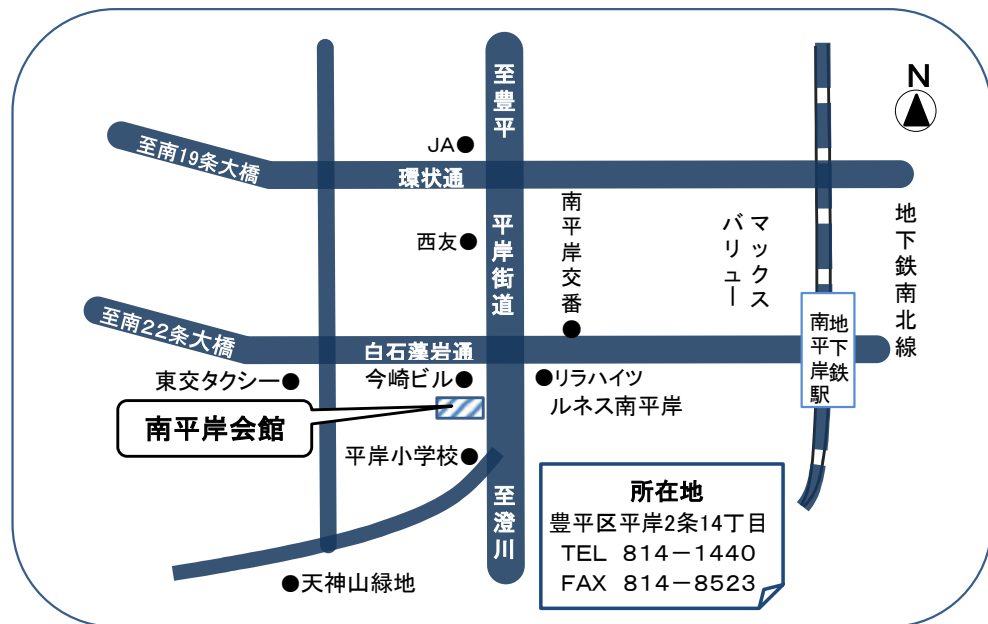 至豊平
N
JA
至南19条大橋
環状通
平岸街道
南平岸交番
マックス
バリュー
地下鉄南北線
西友
至南22条大橋
白石藻岩通
地下鉄
南平岸駅
東交タクシー
今崎ビル
リラハイツ
ルネス南平岸
南平岸会館
平岸小学校
至澄川
天神山緑地
所在地
豊平区平岸2条14丁目
TEL 814－1440
FAX 814－8523